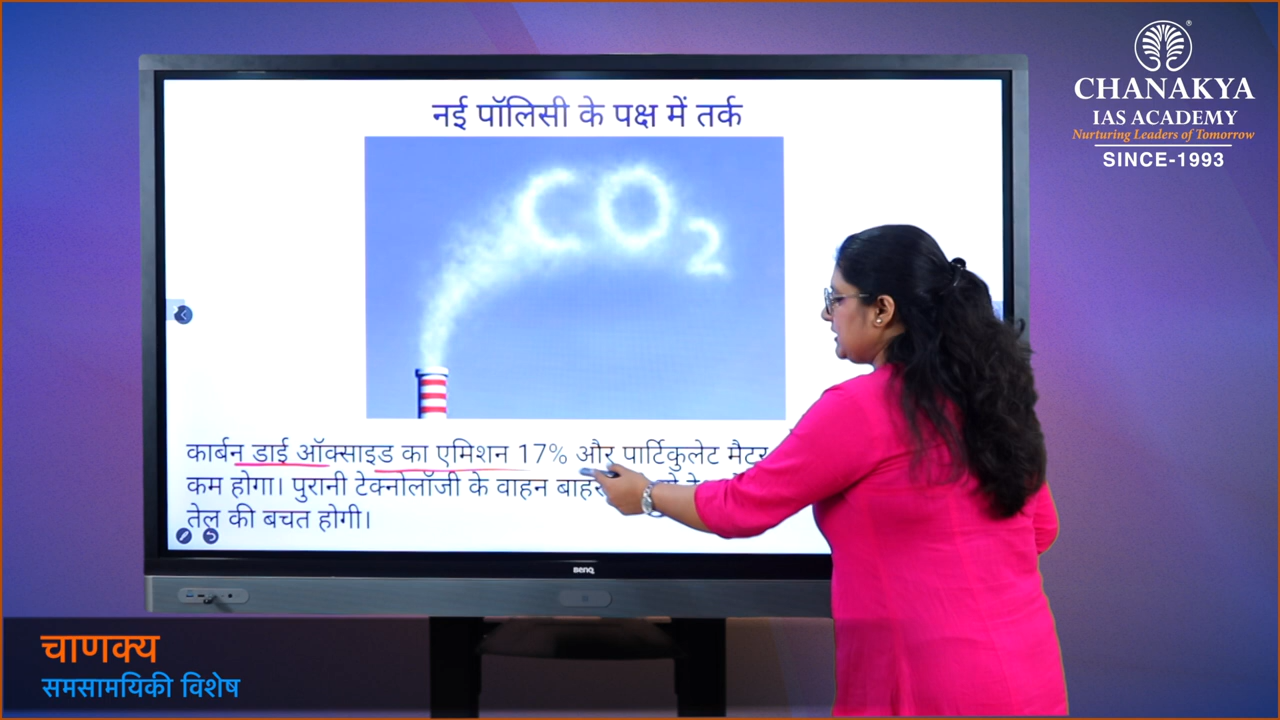 नई पॉलिसी के पक्ष में तर्क
CO2
कार्बन डाई ऑक्साइड का एमिशन 17% और पार्टिकुलेट मैटर
कम होगा। पुरानी टेक्नोलॉजी के वाहन
तेल की बचत होगी।
BenQ
CHANAKYA
IAS ACADEMY
Nurturing Leaders of Tomorrow
SINCE-1993
चाणक्य
समसामयिकी विशेष